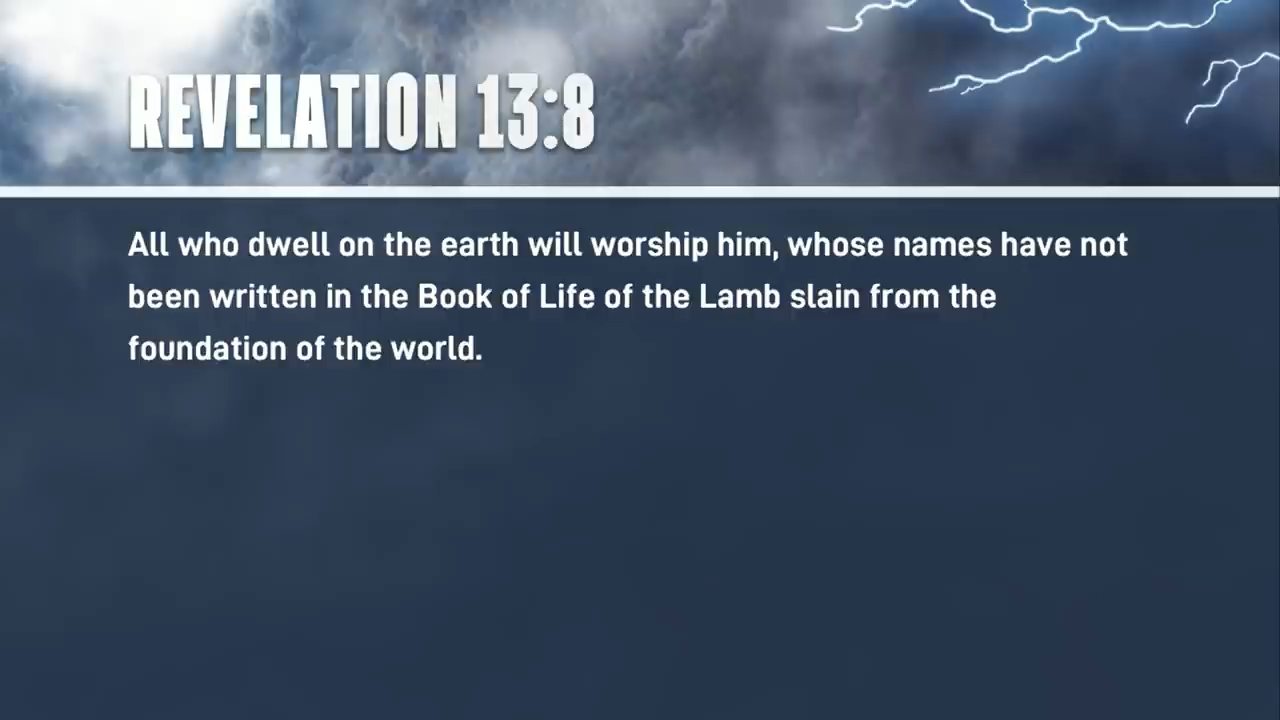 REVELATION 13:8
All who dwell on the earth will worship him, whose names have not
been written in the Book of Life of the Lamb slain from the
foundation of the world.